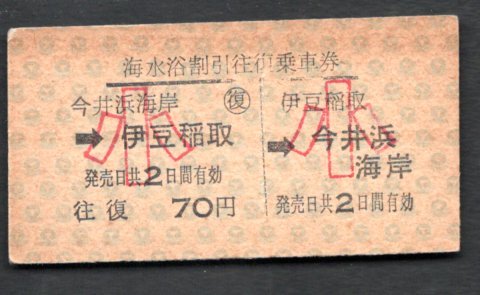 海水浴割引往復乗車券
今井浜海岸 復
➡ 伊豆稲取
発売日共2日間有効
往復 70円
小
伊豆稲取
➡ 今井浜
海岸
発売日共2日間有効
小